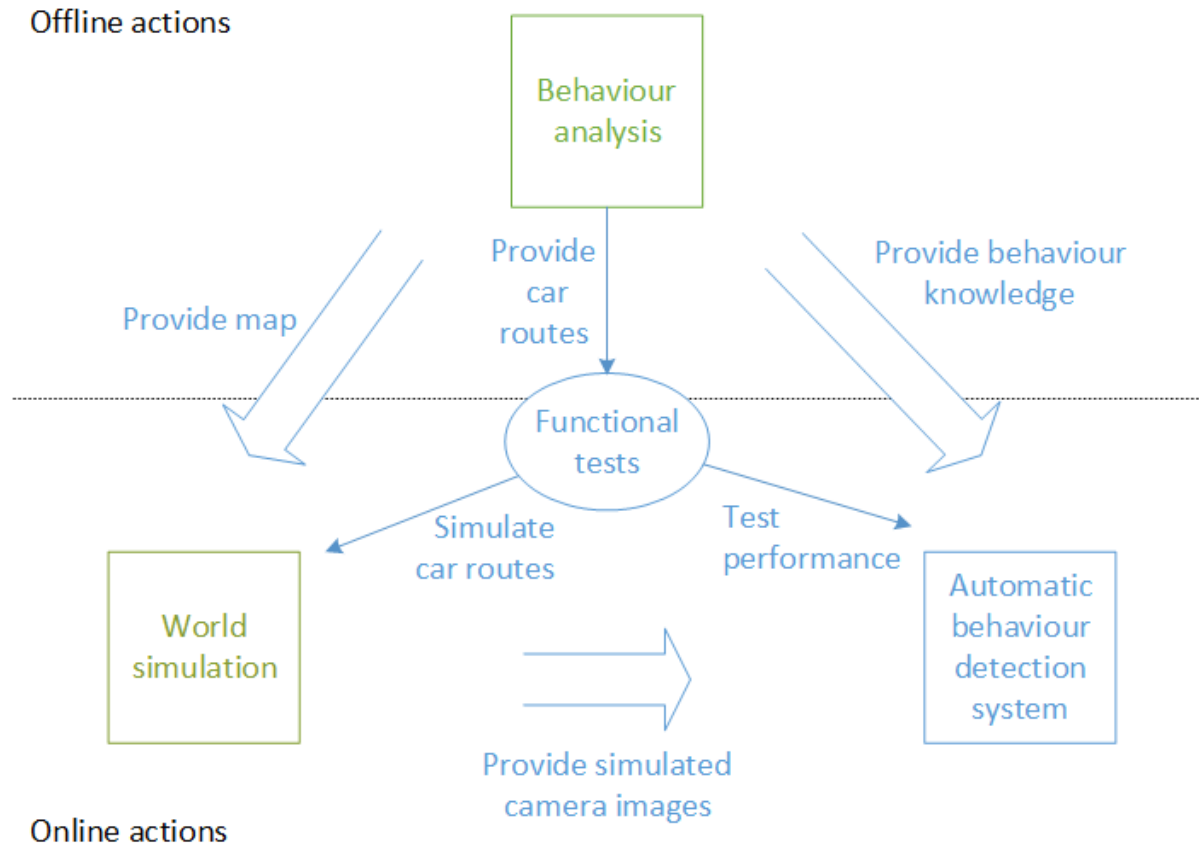 Offline actions
Behaviour
analysis
Provide
car
routes
Provide behaviour
knowledge
Provide map
Functional
tests
Simulate
car routes
Test
performance
World
simulation
Automatic
behaviour
detection
system
Provide simulated
camera images
Online actions